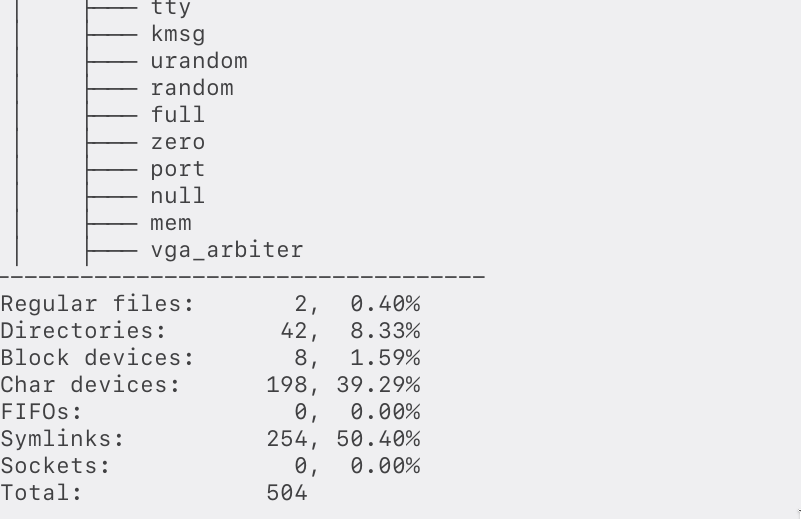 │    ├─── tty
│    ├─── kmsg
│    ├─── urandom
│    ├─── random
│    ├─── full
│    ├─── zero
│    ├─── port
│    ├─── null
│    ├─── mem
│    ├─── vga_arbiter
-----------------------------------
Regular files:       2,  0.40%
Directories:        42,  8.33%
Block devices:       8,  1.59%
Char devices:      198, 39.29%
FIFOs:               0,  0.00%
Symlinks:          254, 50.40%
Sockets:             0,  0.00%
Total:             504